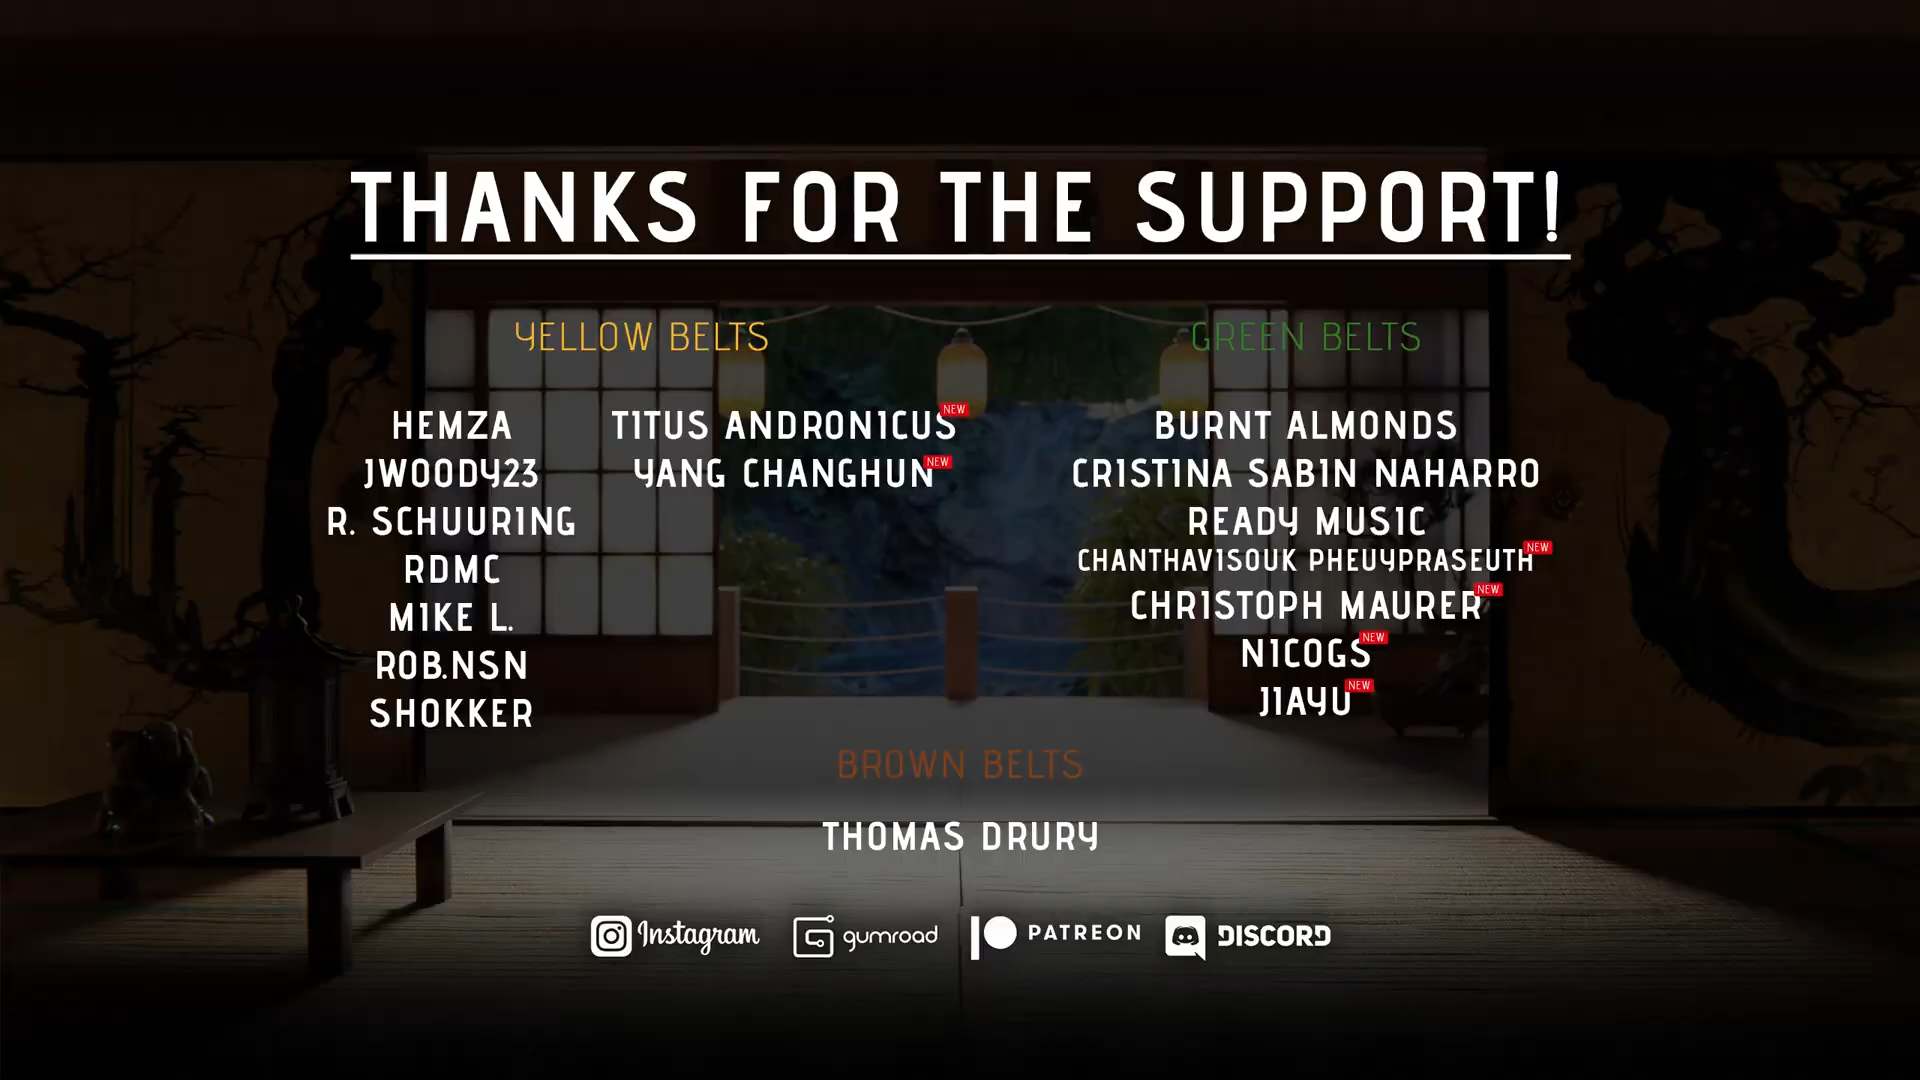 THANKS FOR THE SUPPORT!
YELLOW BELTS
HEMZA
JWOODY23
R. SCHUURING
RDMC
MIKE L.
ROB.NSN
SHOKKER
TITUS ANDRONICUS NEW
YANG CHANGHUN NEW
GREEN BELTS
BURNT ALMONDS
CRISTINA SABIN NAHARRO
READY MUSIC
CHANTHAVISOUK PHEUYPRASEUTH NEW
CHRISTOPH MAURER NEW
NICOGS NEW
JIAYU NEW
BROWN BELTS
THOMAS DRURY
Instagram gumroad PATREON DISCORD